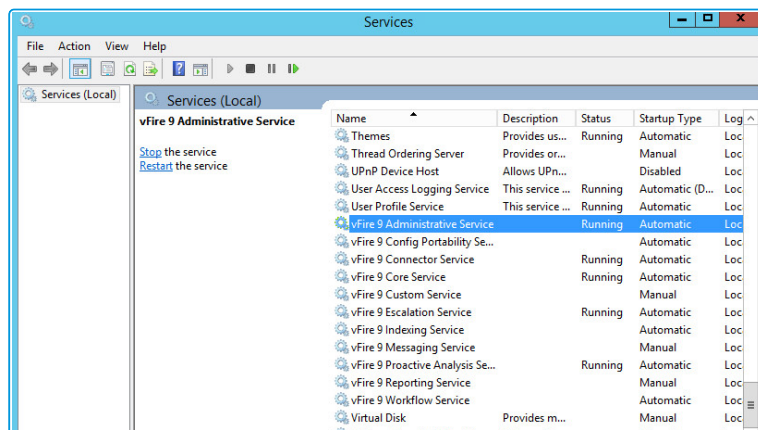 Services
File Action View Help
Services (Local)
Services (Local)
vFire 9 Administrative Service
Stop the service
Restart the service
Name Description Status Startup Type Log
Themes Provides us... Running Automatic Loc
Thread Ordering Server Provides or... Manual Loc
UPnP Device Host Allows UPn... Disabled Loc
User Access Logging Service This service ... Running Automatic (D... Loc
User Profile Service This service ... Running Automatic Loc
vFire 9 Administrative Service Running Automatic Loc
vFire 9 Config Portability Se... Automatic Loc
vFire 9 Connector Service Running Automatic Loc
vFire 9 Core Service Running Automatic Loc
vFire 9 Custom Service Manual Loc
vFire 9 Escalation Service Running Automatic Loc
vFire 9 Indexing Service Automatic Loc
vFire 9 Messaging Service Manual Loc
vFire 9 Proactive Analysis Se... Running Automatic Loc
vFire 9 Reporting Service Manual Loc
vFire 9 Workflow Service Automatic Loc
Virtual Disk Provides m... Manual Loc